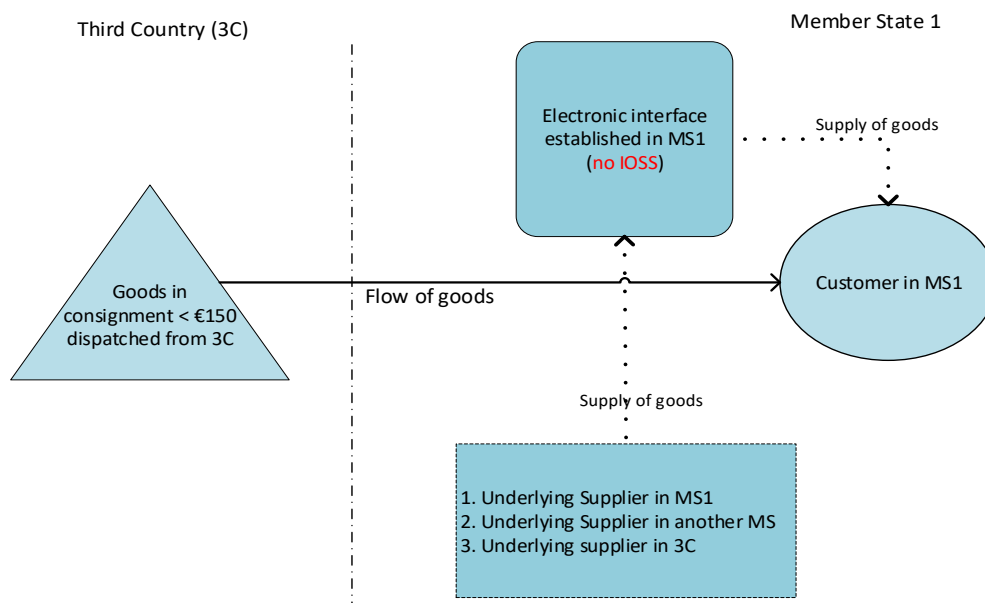 Third Country (3C)
Member State 1
Electronic interface
established in MS1
(no IOSS)
Supply of goods
Goods in
consignment < €150
dispatched from 3C
Flow of goods
Customer in MS1
Supply of goods
1. Underlying Supplier in MS1
2. Underlying Supplier in another MS
3. Underlying supplier in 3C